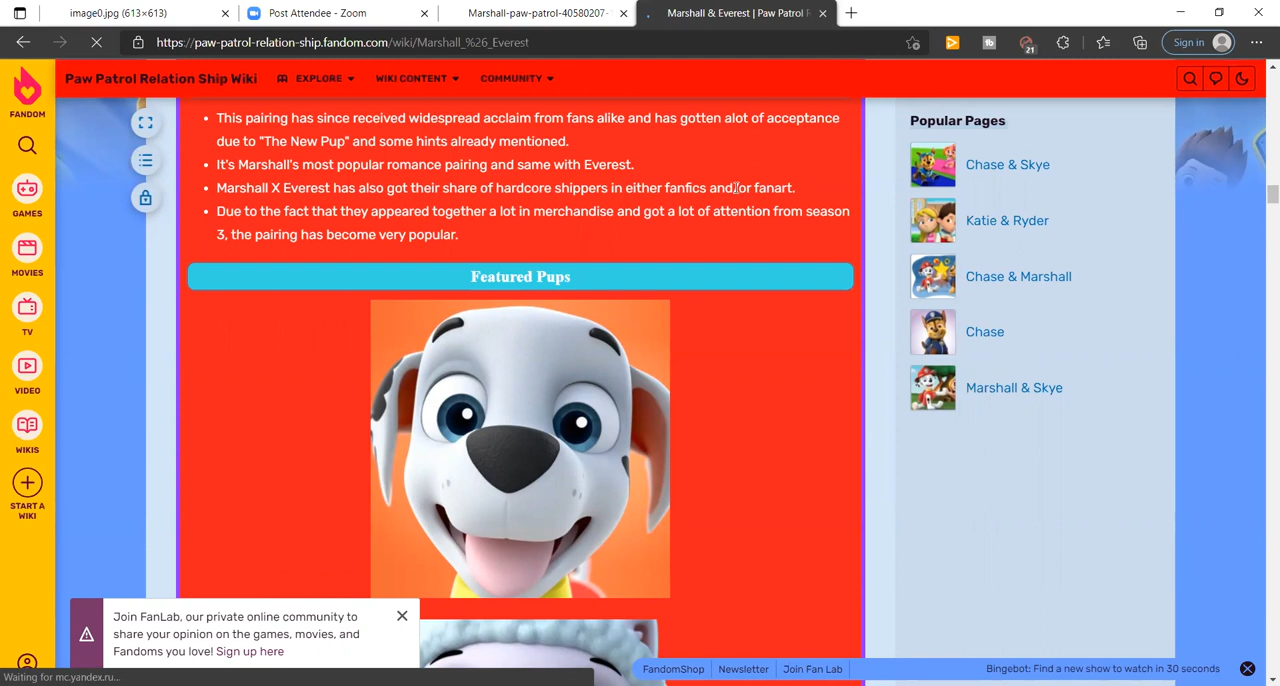 image0.jpg (613×613)
Post Attendee - Zoom
Marshall-paw-patrol-40580207-
Marshall & Everest | Paw Patrol R
https://paw-patrol-relation-ship.fandom.com/wiki/Marshall_%26_Everest
21
Sign in
FANDOM
Paw Patrol Relation Ship Wiki
EXPLORE
WIKI CONTENT
COMMUNITY
GAMES
MOVIES
TV
VIDEO
WIKIS
START A
WIKI
This pairing has since received widespread acclaim from fans alike and has gotten alot of acceptance
due to "The New Pup" and some hints already mentioned.
It's Marshall's most popular romance pairing and same with Everest.
Marshall X Everest has also got their share of hardcore shippers in either fanfics and/or fanart.
Due to the fact that they appeared together a lot in merchandise and got a lot of attention from season
3, the pairing has become very popular.
Featured Pups
Popular Pages
Chase & Skye
Katie & Ryder
Chase & Marshall
Chase
Marshall & Skye
Join FanLab, our private online community to
share your opinion on the games, movies, and
Fandoms you love! Sign up here
FandomShop
Newsletter
Join Fan Lab
Bingebot: Find a new show to watch in 30 seconds
Waiting for mc.yandex.ru...